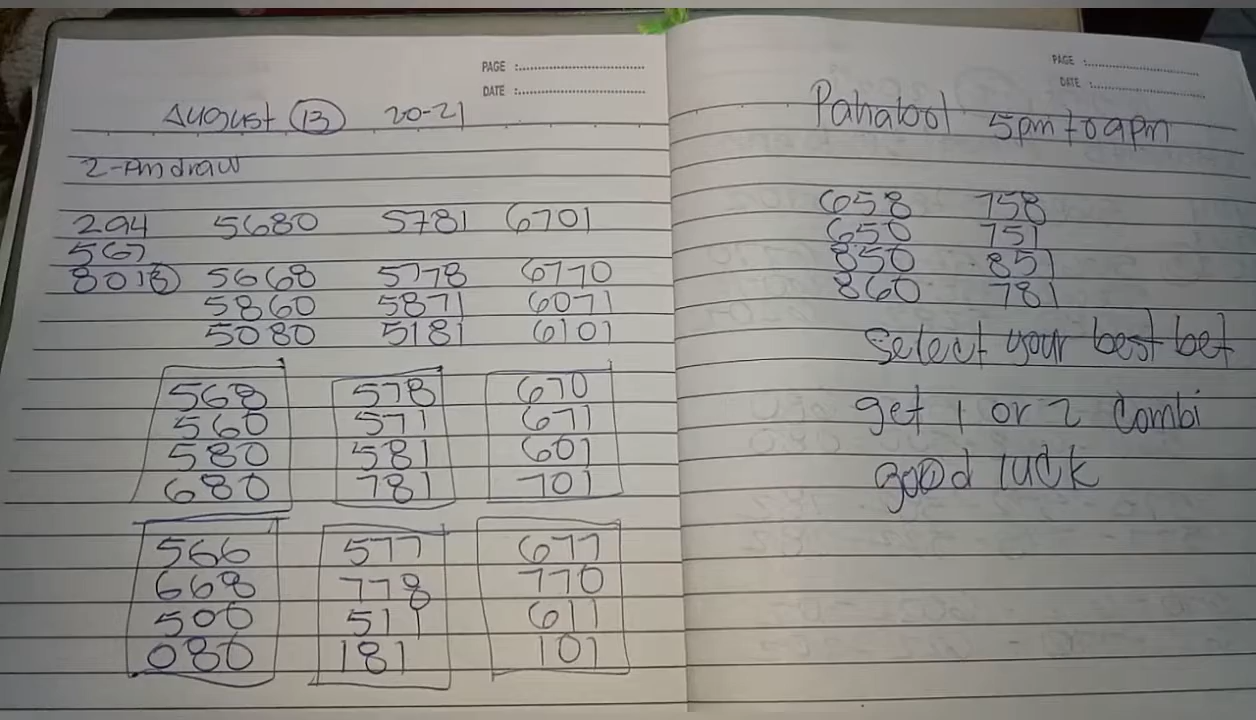 PAGE :
DATE :
August 13 20-21
2-pm draw
294 5680 5781 6701
567
801 5668 5778 6770
5860 5871 6071
5080 5181 6101
568 578 670
560 571 671
580 581 601
680 781 701
566 577 677
668 778 770
500 511 611
080 181 101
PAGE :
DATE :
Pahabol 5pm to 9pm
658 758
650 751
850 851
860 781
Select your best bet
get 1 or 2 combi
good luck